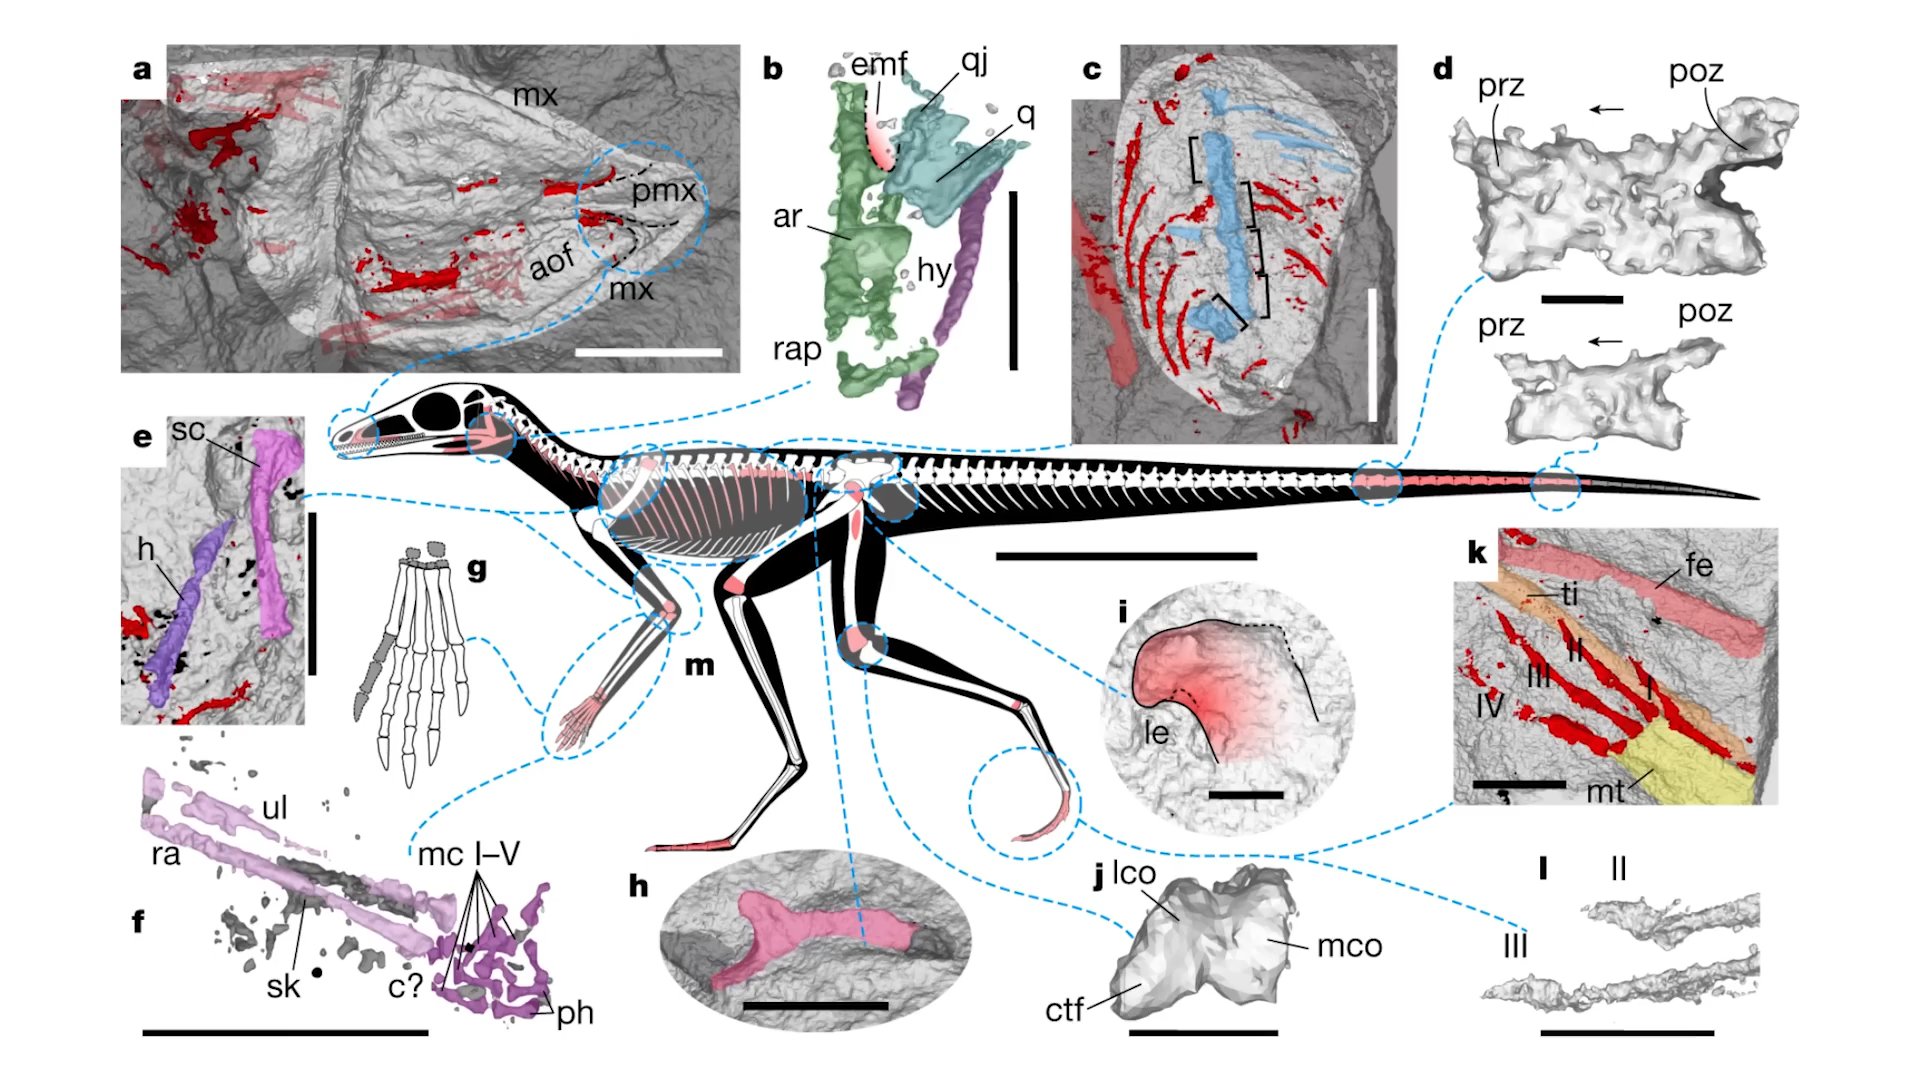 a
mx
pmx
aof
mx
b
emf
qj
q
ar
hy
rap
c
d
prz
poz
prz
poz
e
sc
h
g
m
i
le
k
fe
ti
II
III
I
IV
mt
ul
ra
mc I–V
f
sk
c?
ph
h
j
lco
mco
ctf
l
II
III